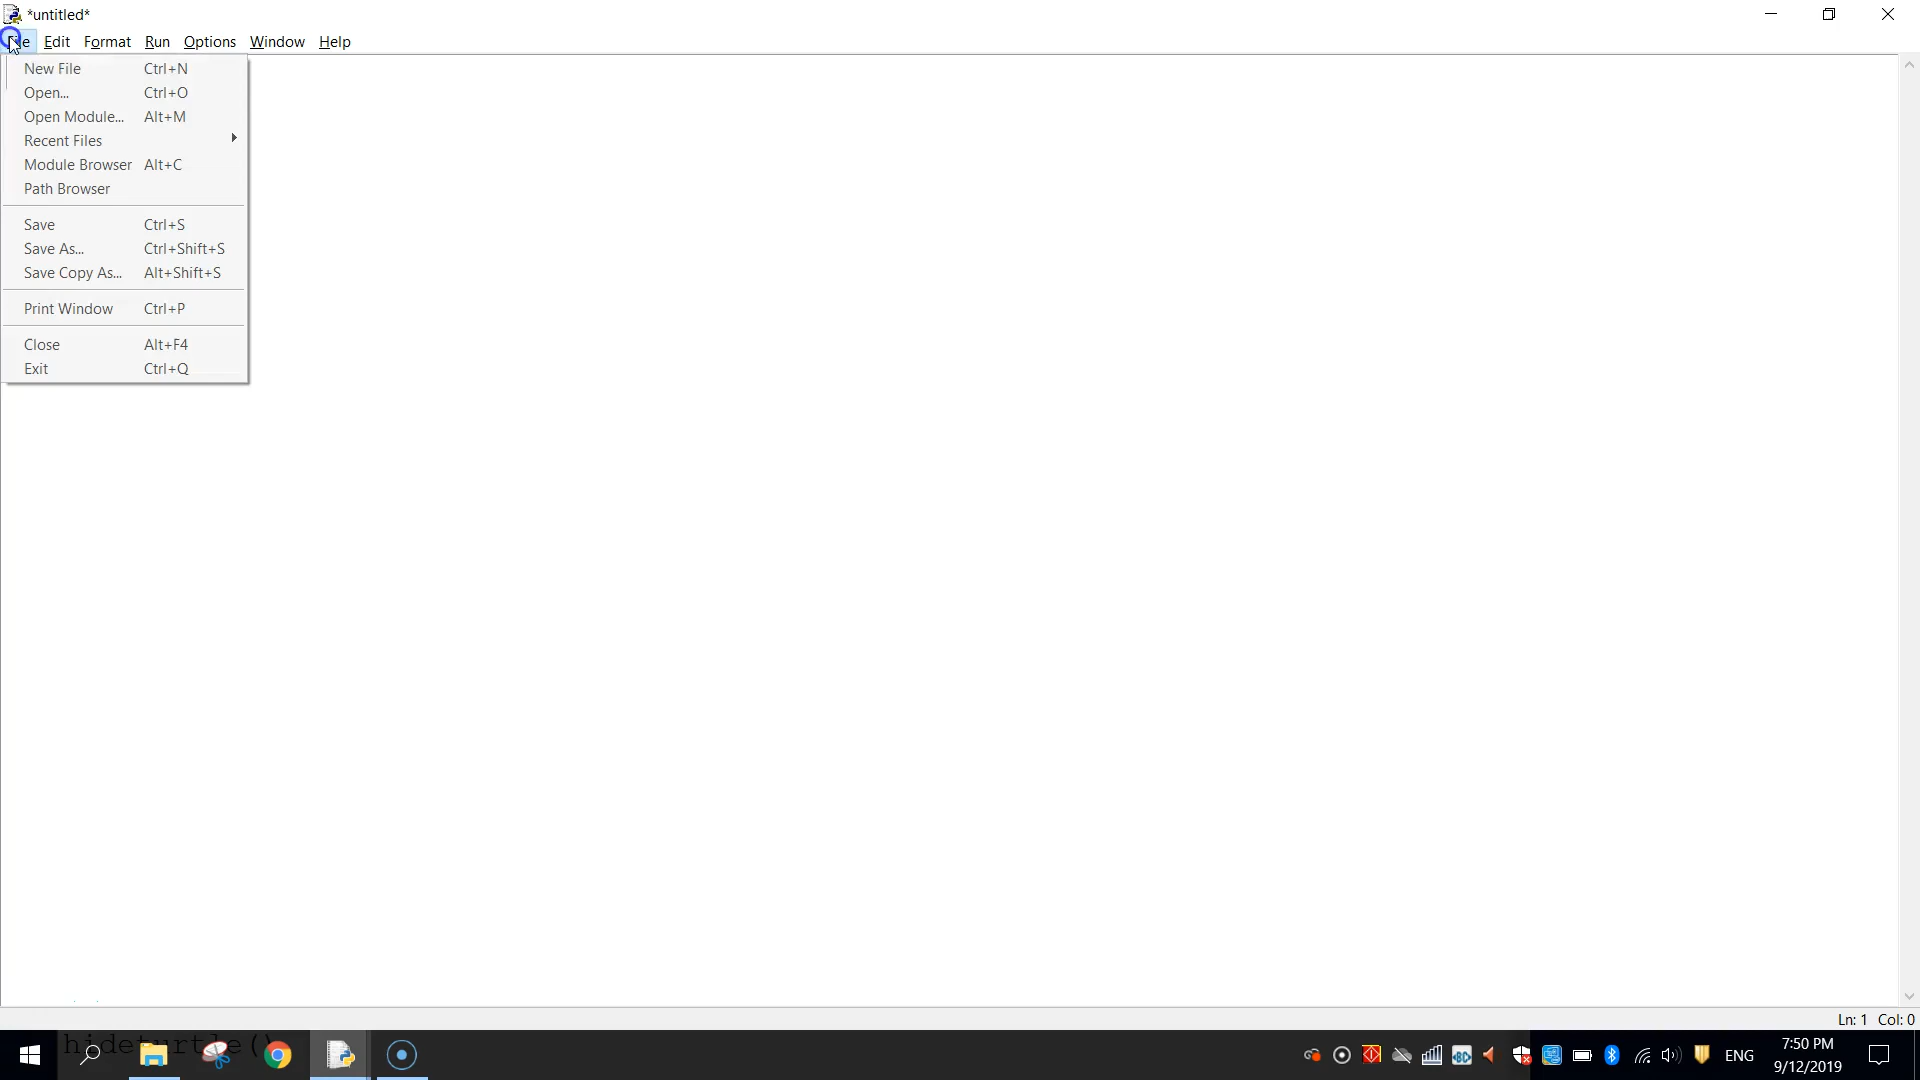 *untitled*
File Edit Format Run Options Window Help
New File Ctrl+N
Open... Ctrl+O
Open Module... Alt+M
Recent Files
Module Browser Alt+C
Path Browser
Save Ctrl+S
Save As... Ctrl+Shift+S
Save Copy As... Alt+Shift+S
Print Window Ctrl+P
Close Alt+F4
Exit Ctrl+Q
Ln: 1 Col: 0
hideturtle()
ENG
7:50 PM
9/12/2019